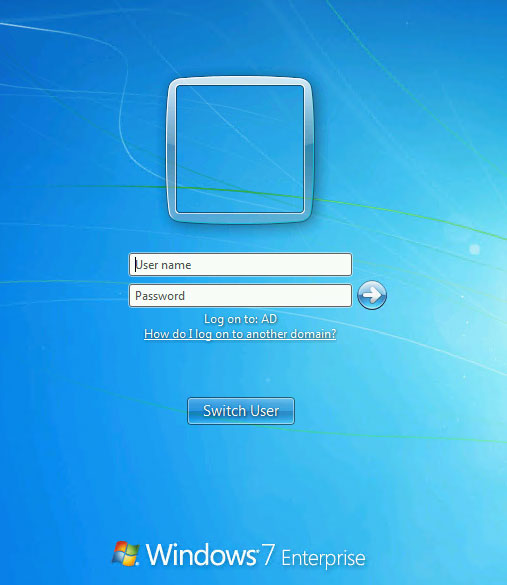 User name
Password
Log on to: AD
How do I log on to another domain?
Switch User
Windows 7 Enterprise